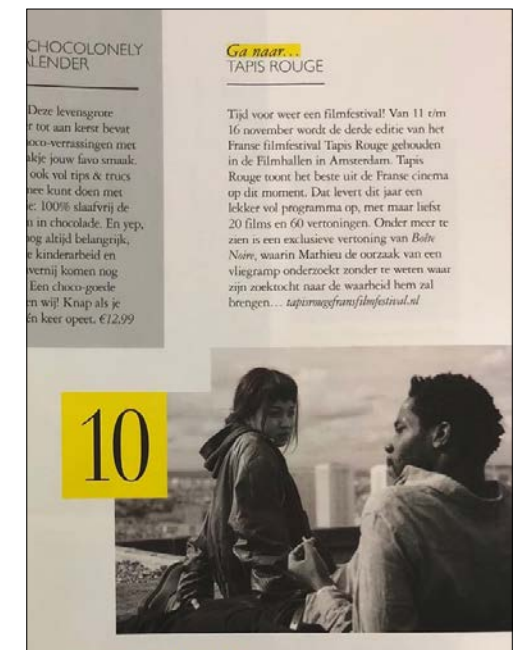 CHOCOLONELY
Deze levensgrote
tot aan kerst bevat
oco-verrassingen met
kje jouw favo smaak.
ook vol tips & trucs
mee kunt doen met
e: 100% slaafvrij de
n in chocolade. En yep,
nog altijd belangrijk,
e kinderarbeid en
vernij komen nog
Een choco-goede
en wij! Knap als je
één keer opeet. €12,99
Ga naar...
TAPIS ROUGE
Tijd voor weer een filmfestival! Van 11 t/m
16 november wordt de derde editie van het
Franse filmfestival Tapis Rouge gehouden
in de Filmhallen in Amsterdam. Tapis
Rouge toont het beste uit de Franse cinema
op dit moment. Dat levert dit jaar een
lekker vol programma op, met maar liefst
20 films en 60 vertoningen. Onder meer te
zien is een exclusieve vertoning van Boîte
Noire, waarin Mathieu de oorzaak van een
vliegramp onderzoekt zonder te weten waar
zijn zoektocht naar de waarheid hem zal
brengen... tapisrougefransfilmfestival.nl
10